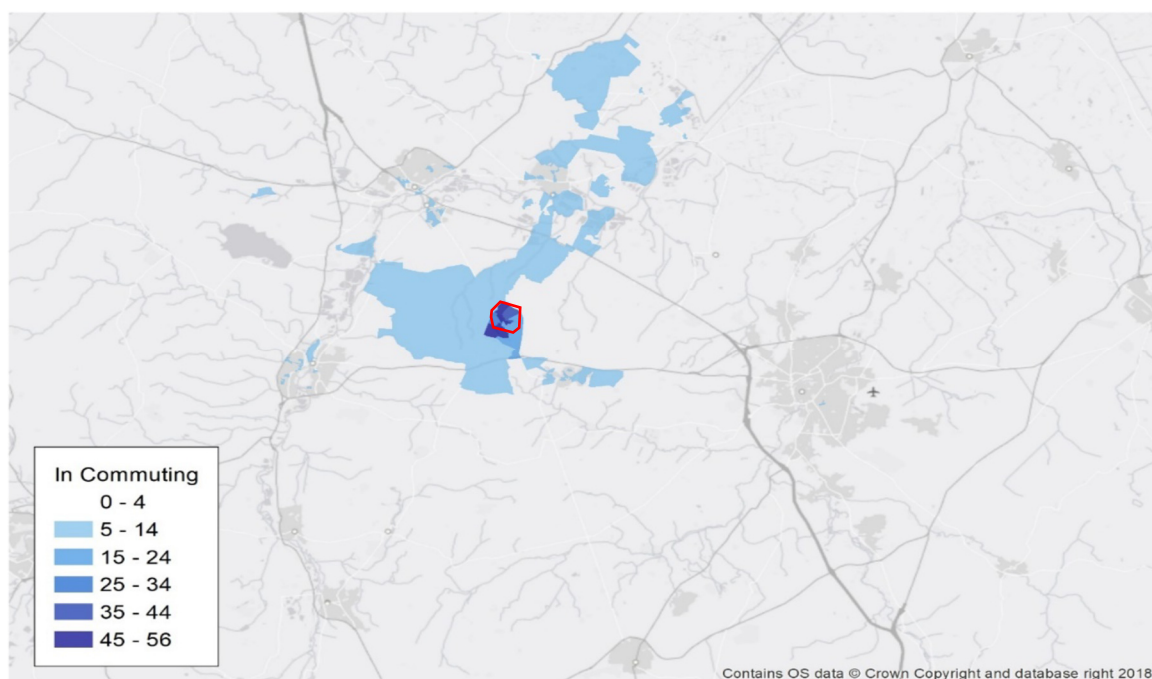 In Commuting
0 - 4
5 - 14
15 - 24
25 - 34
35 - 44
45 - 56
Contains OS data © Crown Copyright and database right 2018